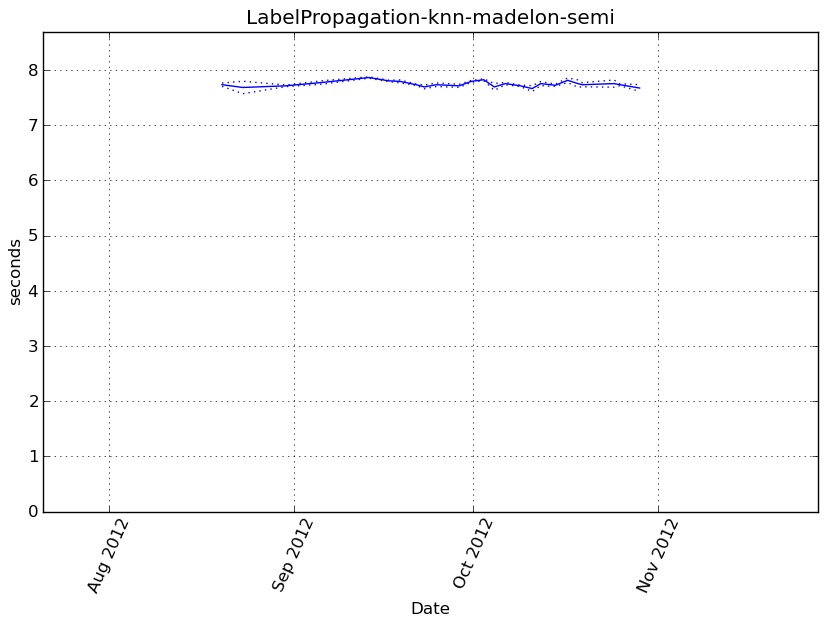 LabelPropagation-knn-madelon-semi
8
7
6
5
4
3
2
1
0
seconds
Aug 2012
Sep 2012
Oct 2012
Nov 2012
Date